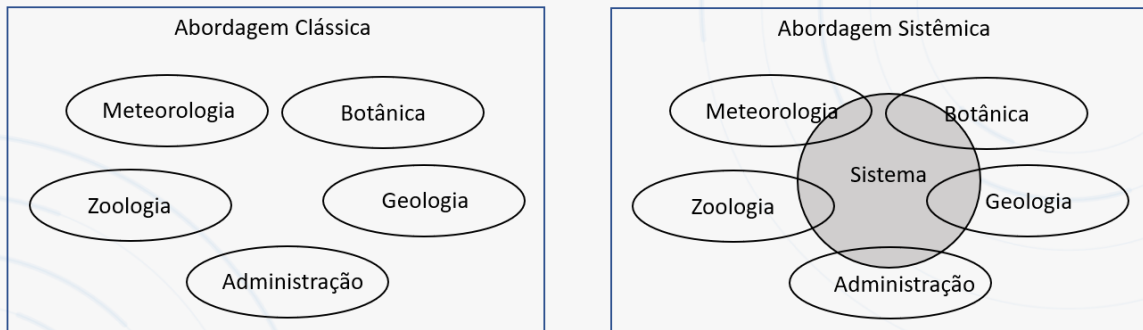 Abordagem Clássica
Meteorologia
Botânica
Zoologia
Geologia
Administração
Abordagem Sistêmica
Meteorologia
Botânica
Sistema
Zoologia
Geologia
Administração